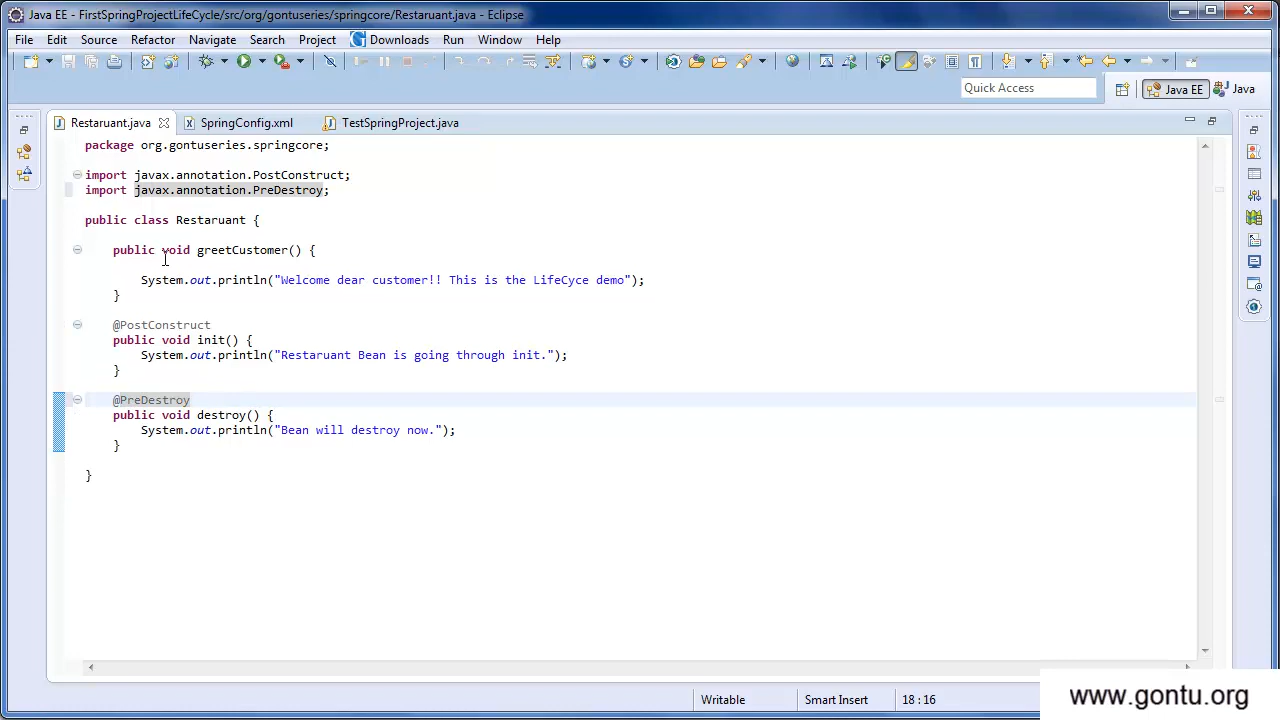 Java EE - FirstSpringProjectLifeCycle/src/org/gontuseries/springcore/Restaruant.java - Eclipse
File Edit Source Refactor Navigate Search Project Downloads Run Window Help
Quick Access
Java EE
Java
Restaruant.java
SpringConfig.xml
TestSpringProject.java
package org.gontuseries.springcore;
import javax.annotation.PostConstruct;
import javax.annotation.PreDestroy;
public class Restaruant {
public void greetCustomer() {
System.out.println("Welcome dear customer!! This is the LifeCyce demo");
}
@PostConstruct
public void init() {
System.out.println("Restaruant Bean is going through init.");
}
@PreDestroy
public void destroy() {
System.out.println("Bean will destroy now.");
}
}
Writable
Smart Insert
18 : 16
www.gontu.org